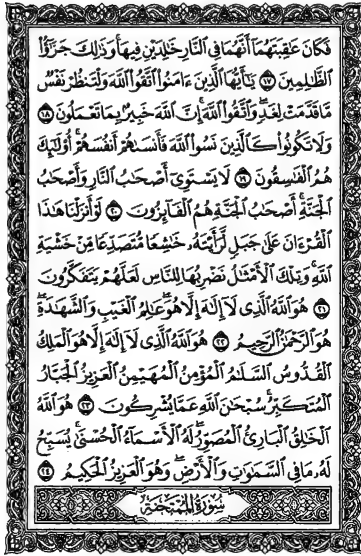 فَكَانَ عَٰقِبَتَهُمَآ أَنَّهُمَا فِى ٱلنَّارِ خَٰلِدَيْنِ فِيهَا ۚ وَذَٰلِكَ جَزَٰٓؤُا۟
ٱلظَّٰلِمِينَ ١٧ يَٰٓأَيُّهَا ٱلَّذِينَ ءَامَنُوا۟ ٱتَّقُوا۟ ٱللَّهَ وَلْتَنظُرْ نَفْسٌ
مَّا قَدَّمَتْ لِغَدٍ ۖ وَٱتَّقُوا۟ ٱللَّهَ ۚ إِنَّ ٱللَّهَ خَبِيرٌۢ بِمَا تَعْمَلُونَ ١٨
وَلَا تَكُونُوا۟ كَٱلَّذِينَ نَسُوا۟ ٱللَّهَ فَأَنسَىٰهُمْ أَنفُسَهُمْ ۚ أُو۟لَٰٓئِكَ
هُمُ ٱلْفَٰسِقُونَ ١٩ لَا يَسْتَوِىٓ أَصْحَٰبُ ٱلنَّارِ وَأَصْحَٰبُ
ٱلْجَنَّةِ ۚ أَصْحَٰبُ ٱلْجَنَّةِ هُمُ ٱلْفَآئِزُونَ ٢٠ لَوْ أَنزَلْنَا هَٰذَا
ٱلْقُرْءَانَ عَلَىٰ جَبَلٍ لَّرَأَيْتَهُۥ خَٰشِعًا مُّتَصَدِّعًا مِّنْ خَشْيَةِ
ٱللَّهِ ۚ وَتِلْكَ ٱلْأَمْثَٰلُ نَضْرِبُهَا لِلنَّاسِ لَعَلَّهُمْ يَتَفَكَّرُونَ
٢١ هُوَ ٱللَّهُ ٱلَّذِى لَآ إِلَٰهَ إِلَّا هُوَ ۖ عَٰلِمُ ٱلْغَيْبِ وَٱلشَّهَٰدَةِ ۖ
هُوَ ٱلرَّحْمَٰنُ ٱلرَّحِيمُ ٢٢ هُوَ ٱللَّهُ ٱلَّذِى لَآ إِلَٰهَ إِلَّا هُوَ ٱلْمَلِكُ
ٱلْقُدُّوسُ ٱلسَّلَٰمُ ٱلْمُؤْمِنُ ٱلْمُهَيْمِنُ ٱلْعَزِيزُ ٱلْجَبَّارُ
ٱلْمُتَكَبِّرُ ۚ سُبْحَٰنَ ٱللَّهِ عَمَّا يُشْرِكُونَ ٢٣ هُوَ ٱللَّهُ
ٱلْخَٰلِقُ ٱلْبَارِئُ ٱلْمُصَوِّرُ ۖ لَهُ ٱلْأَسْمَآءُ ٱلْحُسْنَىٰ ۚ يُسَبِّحُ
لَهُۥ مَا فِى ٱلسَّمَٰوَٰتِ وَٱلْأَرْضِ ۖ وَهُوَ ٱلْعَزِيزُ ٱلْحَكِيمُ ٢٤
سُورَةُ المُمْتَحنَةِ